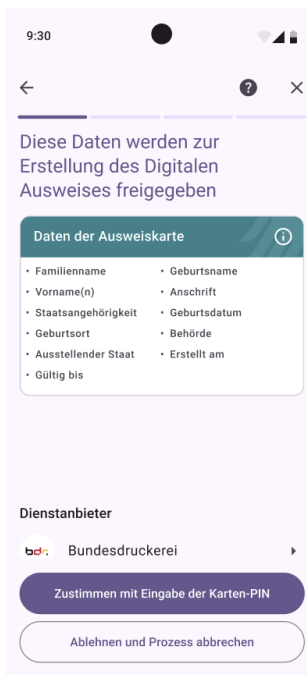 9:30
Diese Daten werden zur
Erstellung des Digitalen
Ausweises freigegeben
Daten der Ausweiskarte
• Familienname
• Geburtsname
• Vorname(n)
• Anschrift
• Staatsangehörigkeit
• Geburtsdatum
• Geburtsort
• Behörde
• Ausstellender Staat
• Erstellt am
• Gültig bis
Dienstanbieter
bdr.
Bundesdruckerei
Zustimmen mit Eingabe der Karten-PIN
Ablehnen und Prozess abbrechen